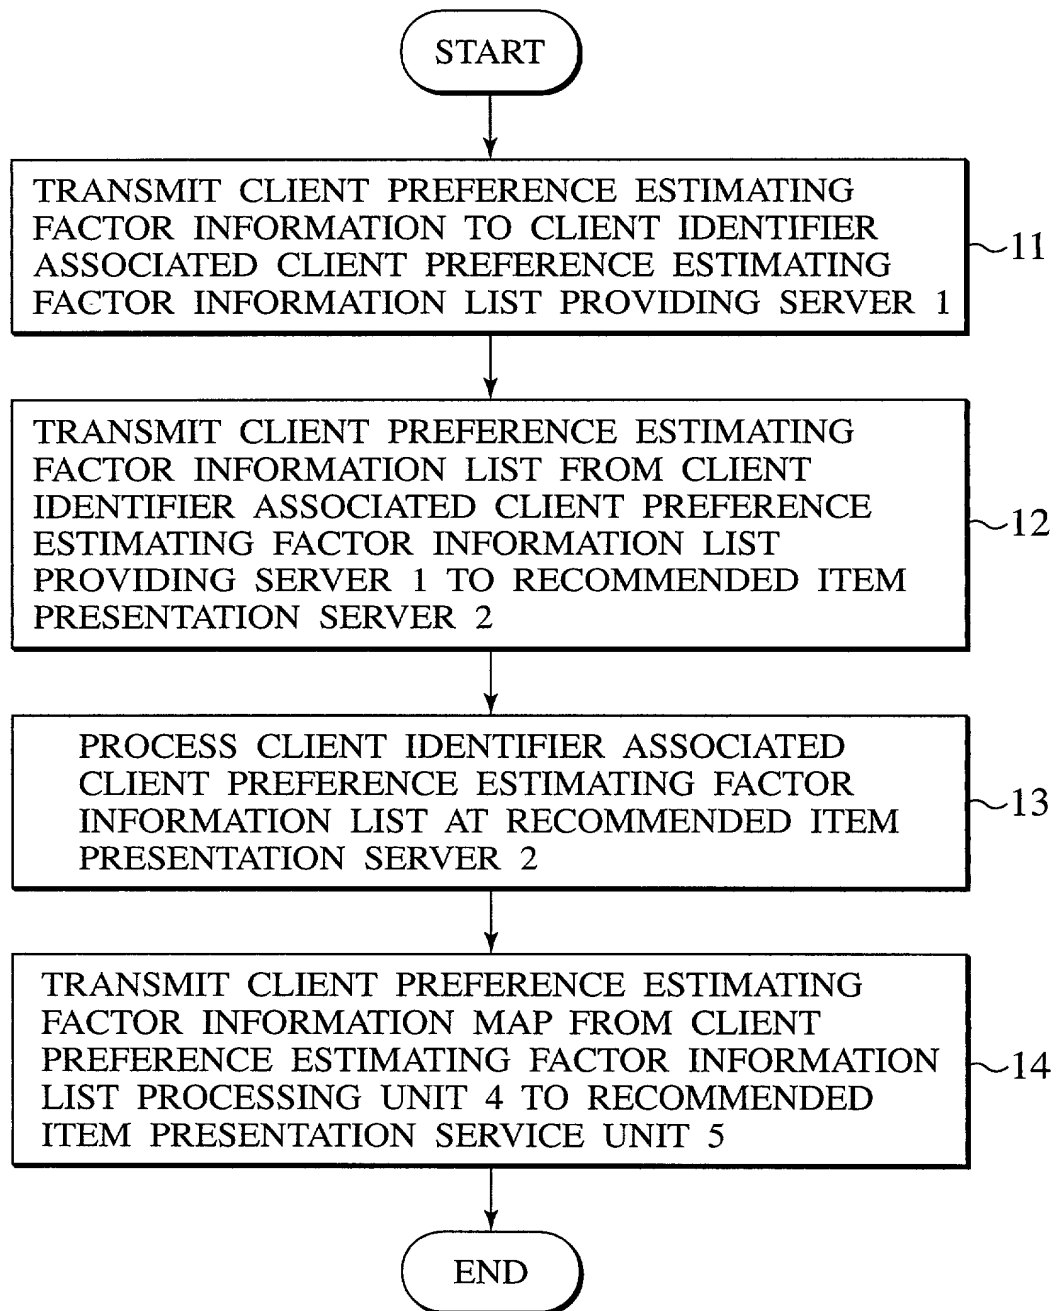 START
TRANSMIT CLIENT PREFERENCE ESTIMATING
FACTOR INFORMATION TO CLIENT IDENTIFIER
ASSOCIATED CLIENT PREFERENCE ESTIMATING
FACTOR INFORMATION LIST PROVIDING SERVER 1
11
TRANSMIT CLIENT PREFERENCE ESTIMATING
FACTOR INFORMATION LIST FROM CLIENT
IDENTIFIER ASSOCIATED CLIENT PREFERENCE
ESTIMATING FACTOR INFORMATION LIST
PROVIDING SERVER 1 TO RECOMMENDED ITEM
PRESENTATION SERVER 2
12
PROCESS CLIENT IDENTIFIER ASSOCIATED
CLIENT PREFERENCE ESTIMATING FACTOR
INFORMATION LIST AT RECOMMENDED ITEM
PRESENTATION SERVER 2
13
TRANSMIT CLIENT PREFERENCE ESTIMATING
FACTOR INFORMATION MAP FROM CLIENT
PREFERENCE ESTIMATING FACTOR INFORMATION
LIST PROCESSING UNIT 4 TO RECOMMENDED
ITEM PRESENTATION SERVICE UNIT 5
14
END